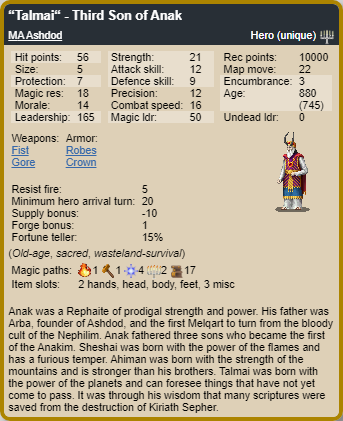 “Talmai“ - Third Son of Anak
MA Ashdod Hero (unique)
Hit points: 56 Strength: 21 Rec points: 10000
Size: 5 Attack skill: 12 Map move: 22
Protection: 7 Defence skill: 9 Encumbrance: 3
Magic res: 18 Precision: 12 Age: 880
Morale: 14 Combat speed: 16 (745)
Leadership: 165 Magic ldr: 50 Undead ldr: 0
Weapons: Armor:
Fist Robes
Gore Crown
Resist fire: 5
Minimum hero arrival turn: 20
Supply bonus: -10
Forge bonus: 1
Fortune teller: 15%
(Old-age, sacred, wasteland-survival)
Magic paths: 1 1 4 2 17
Item slots: 2 hands, head, body, feet, 3 misc
Anak was a Rephaite of prodigal strength and power. His father was
Arba, founder of Ashdod, and the first Melqart to turn from the bloody
cult of the Nephilim. Anak fathered three sons who became the first
of the Anakim. Sheshai was born with the power of the flames and
has a furious temper. Ahiman was born with the strength of the
mountains and is stronger than his brothers. Talmai was born with
the power of the planets and can foresee things that have not yet
come to pass. It was through his wisdom that many scriptures were
saved from the destruction of Kiriath Sepher.